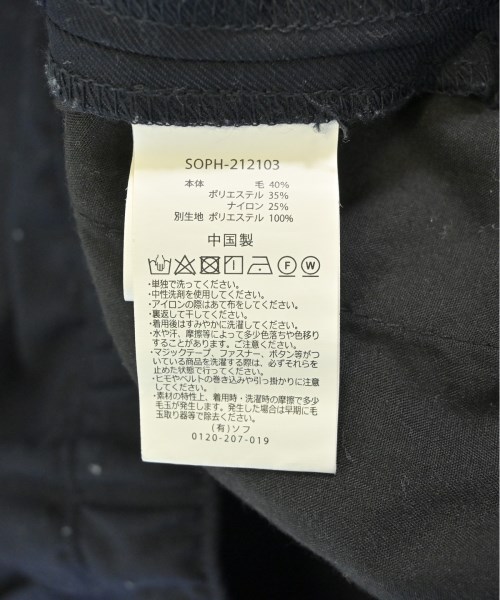 SOPH-212103
本体 毛 40%
ポリエステル 35%
ナイロン 25%
別生地 ポリエステル 100%
中国製
F W
・単独で洗ってください。
・中性洗剤を使用してください。
・アイロンの際はあて布をしてください。
・裏返して干してください。
・着用後はすみやかに洗濯してください。
・水や汗、摩擦等によって多少色落ちや色移り
することがあります。ご注意ください。
・マジックテープ、ファスナー、ボタン等がつ
いている商品を洗濯する際は、必ずそれらを
止めた状態で行ってください。
・ヒモやベルトの巻き込みや引っ掛かりに注意
してください。
・素材の特性上、着用時・洗濯時の摩擦で多少
毛玉が発生します。発生した場合は早期に毛
玉取り器等で除去ください。
(有)ソフ
0120-207-019